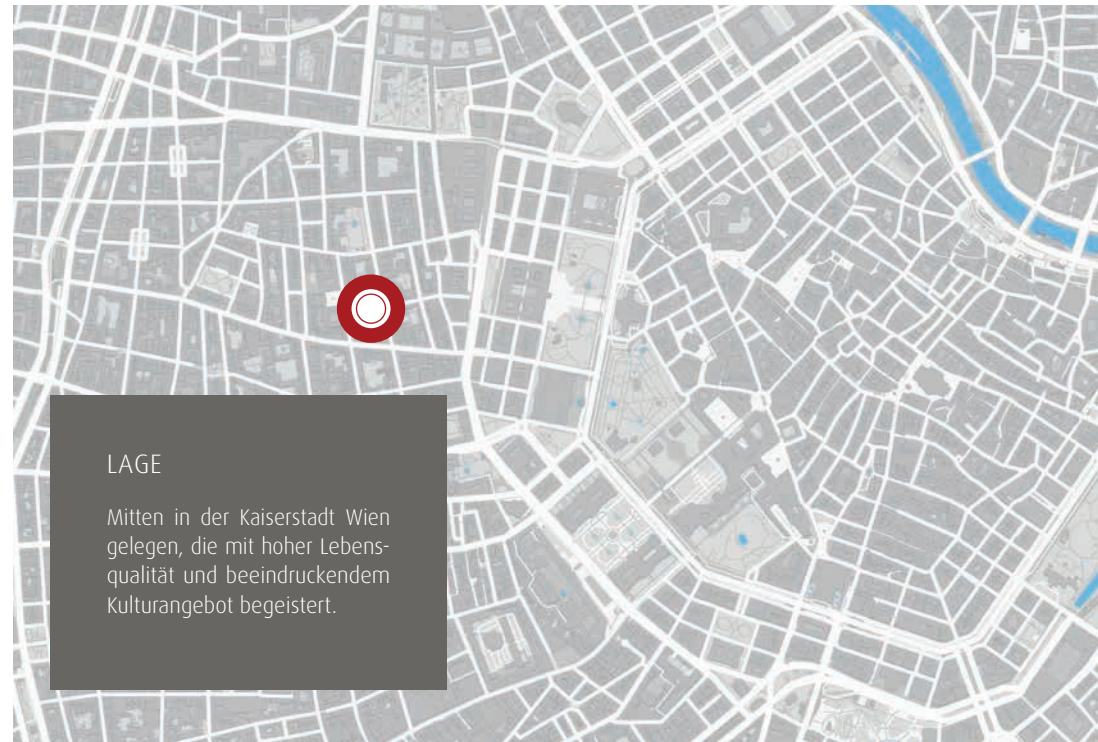 LAGE
Mitten in der Kaiserstadt Wien
gelegen, die mit hoher Lebens-
qualität und beeindruckendem
Kulturangebot begeistert.